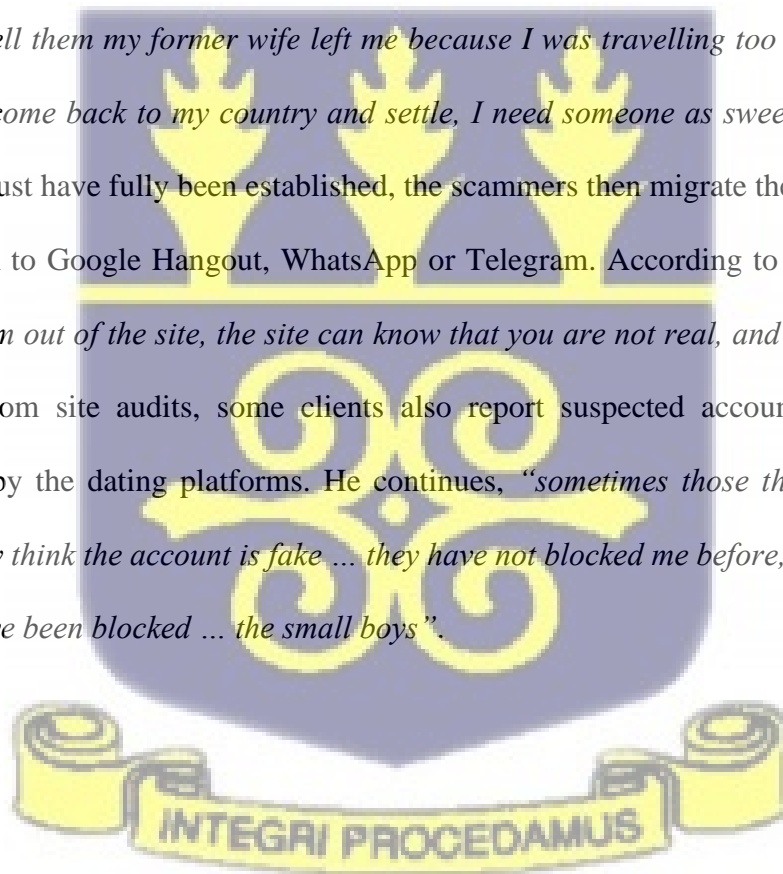 ell them my former wife left me because I was travelling too
come back to my country and settle, I need someone as swee
ust have fully been established, the scammers then migrate the
to Google Hangout, WhatsApp or Telegram. According to
m out of the site, the site can know that you are not real, and
om site audits, some clients also report suspected accoun
by the dating platforms. He continues, “sometimes those th
y think the account is fake … they have not blocked me before,
e been blocked … the small boys”.
INTEGRI PROCEDAMUS